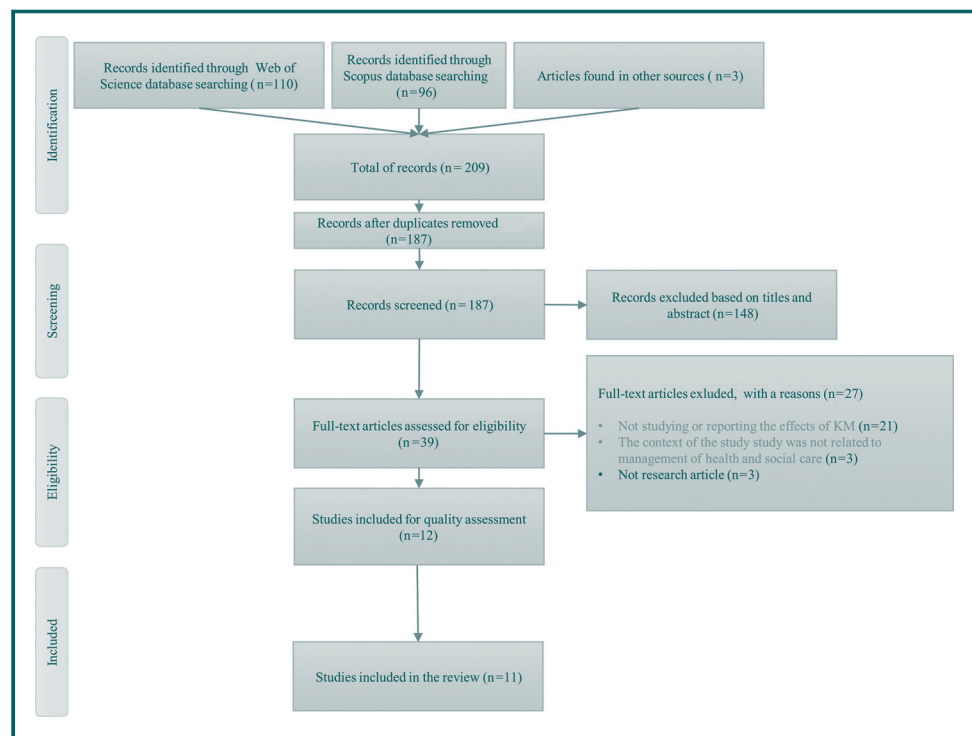 Identification
Records identified through Web of
Science database searching ( n=110)
Records identified through
Scopus database searching
(n=96)
Articles found in other sources ( n=3)
Total of records (n= 209)
Records after duplicates removed
(n=187)
Screening
Records screened (n= 187)
Records excluded based on titles and
abstract (n=148)
Eligibility
Full-text articles assessed for eligibility
(n=39)
Full-text articles exluded, with a reasons (n=27)
• Not studying or reporting the effects of KM (n=21)
• The context of the study study was not related to
management of health and social care (n=3)
• Not research article (n=3)
Studies included for quality assessment
(n=12)
Included
Studies included in the review (n=11)